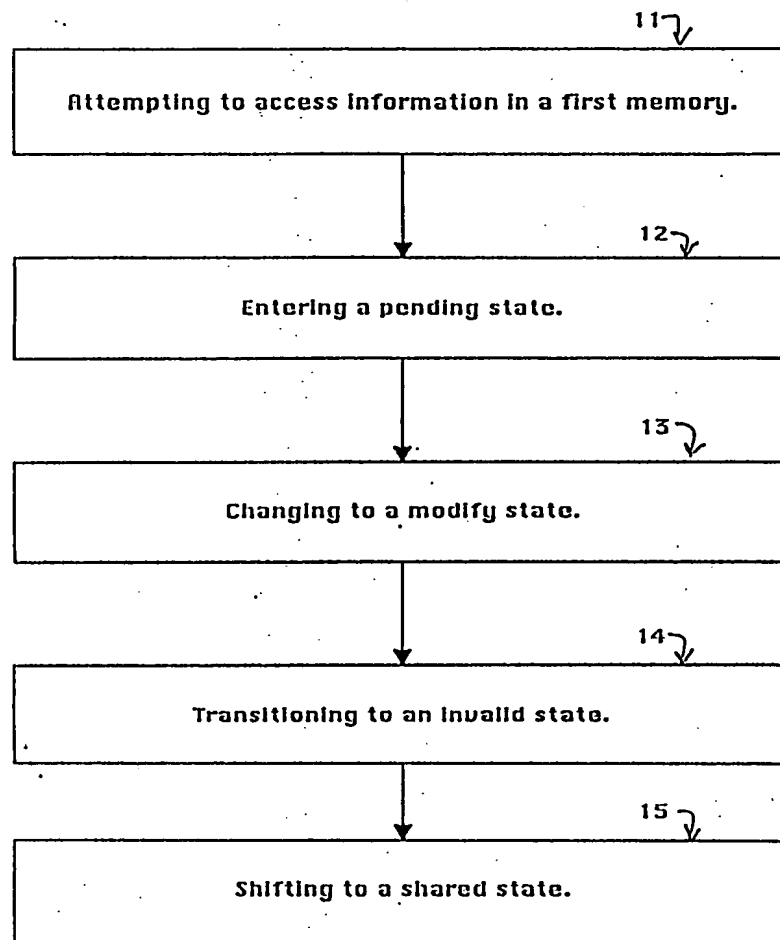 11
Attempting to access information in a first memory.
12
Entering a pending state.
13
Changing to a modify state.
14
Transitioning to an invalid state.
15
Shifting to a shared state.